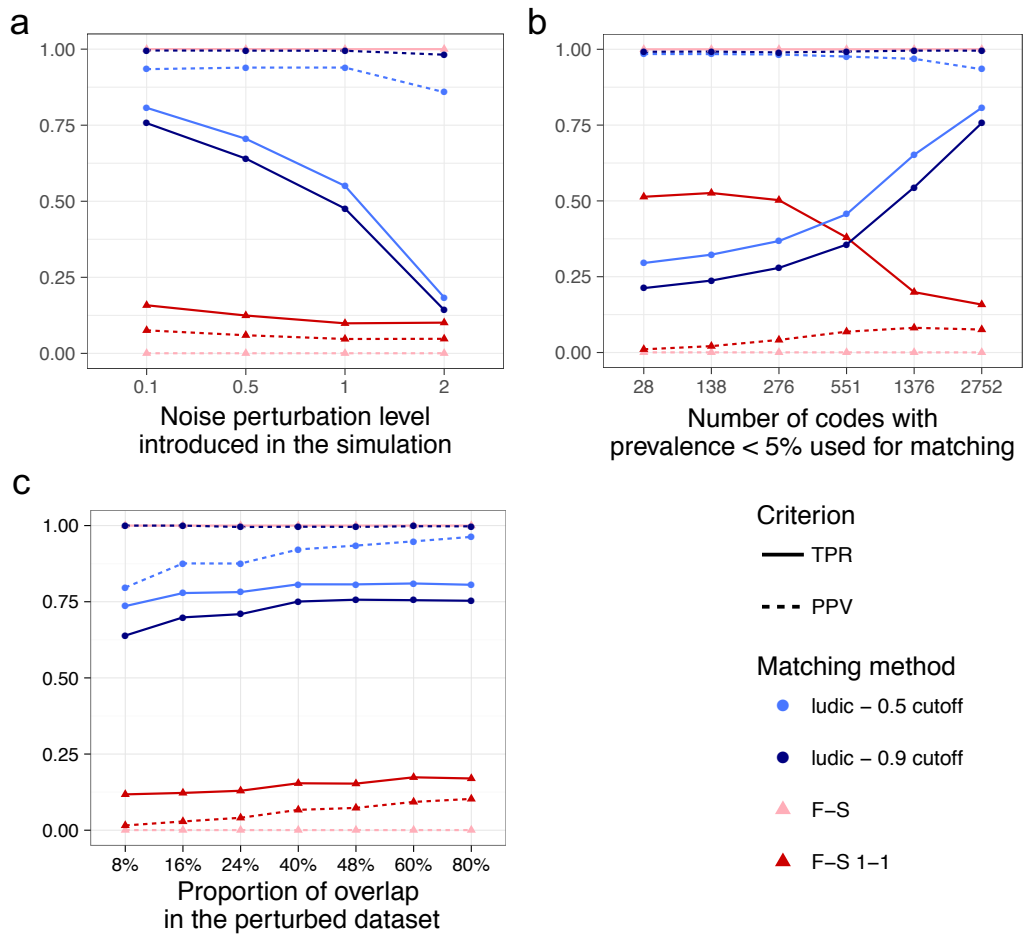 a
1.00
0.75
0.50
0.25
0.00
0.1 0.5 1 2
Noise perturbation level
introduced in the simulation
b
1.00
0.75
0.50
0.25
0.00
28 138 276 551 1376 2752
Number of codes with
prevalence < 5% used for matching
c
1.00
0.75
0.50
0.25
0.00
8% 16% 24% 40% 48% 60% 80%
Proportion of overlap
in the perturbed dataset
Criterion
TPR
PPV
Matching method
ludic − 0.5 cutoff
ludic − 0.9 cutoff
F−S
F−S 1−1